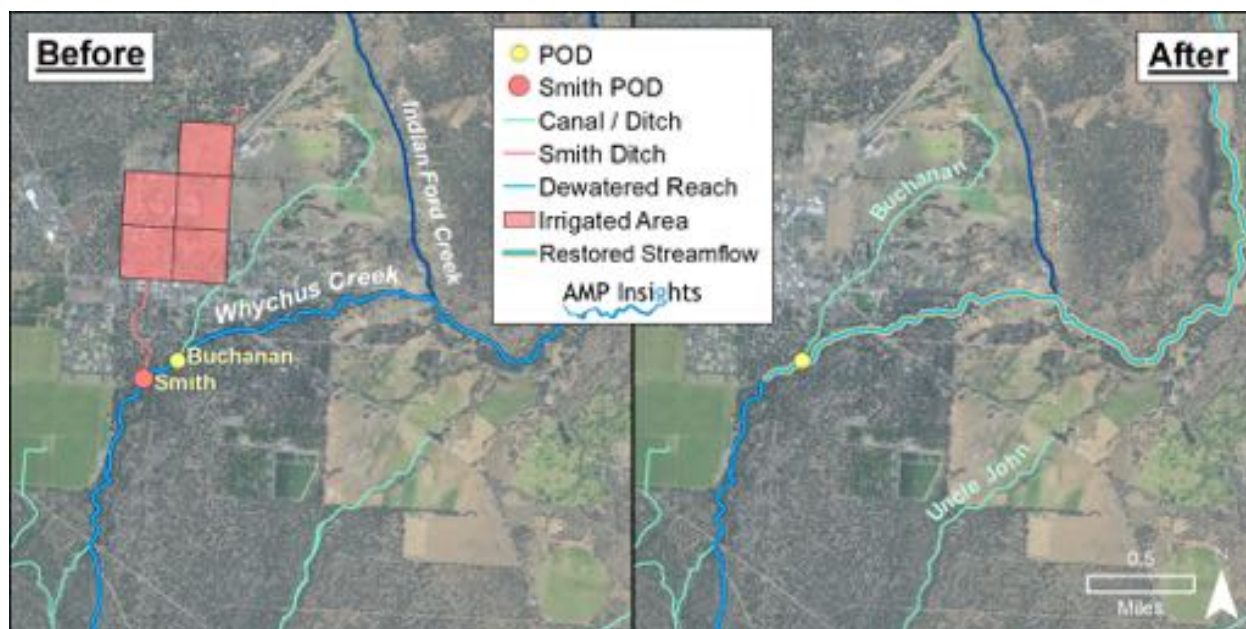 Before
POD
Smith POD
Canal / Ditch
Smith Ditch
Dewatered Reach
Irrigated Area
Restored Streamflow
AMP Insights
After
Indian Ford Creek
Whychus Creek
Buchanan
Smith
Buchanan
Uncle John
0.5
Miles
N